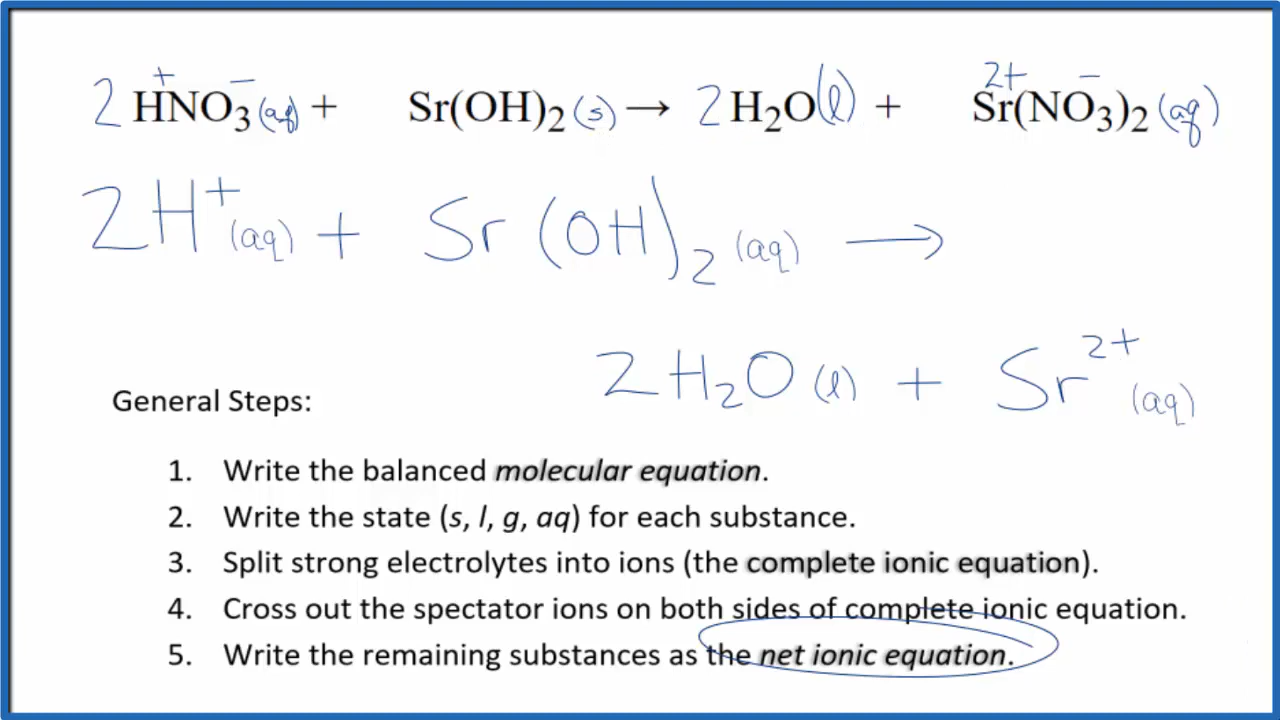 2 H⁺NO₃⁻ (aq) + Sr(OH)₂ (s) → 2 H₂O (l) + Sr²⁺(NO₃⁻)₂ (aq)
2H⁺ (aq) + Sr(OH)₂ (aq) →
2H₂O (l) + Sr²⁺ (aq)
General Steps:
1. Write the balanced molecular equation.
2. Write the state (s, l, g, aq) for each substance.
3. Split strong electrolytes into ions (the complete ionic equation).
4. Cross out the spectator ions on both sides of complete ionic equation.
5. Write the remaining substances as the net ionic equation.